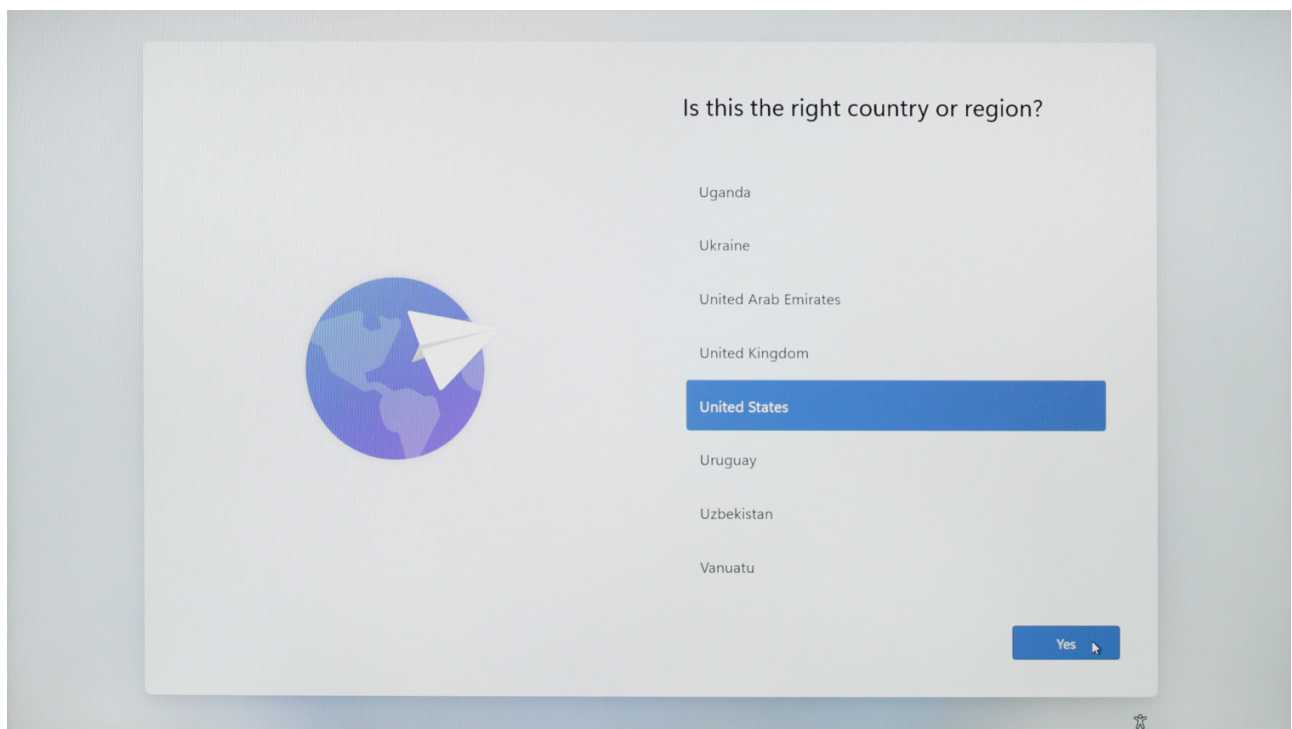 Is this the right country or region?
Uganda
Ukraine
United Arab Emirates
United Kingdom
United States
Uruguay
Uzbekistan
Vanuatu
Yes